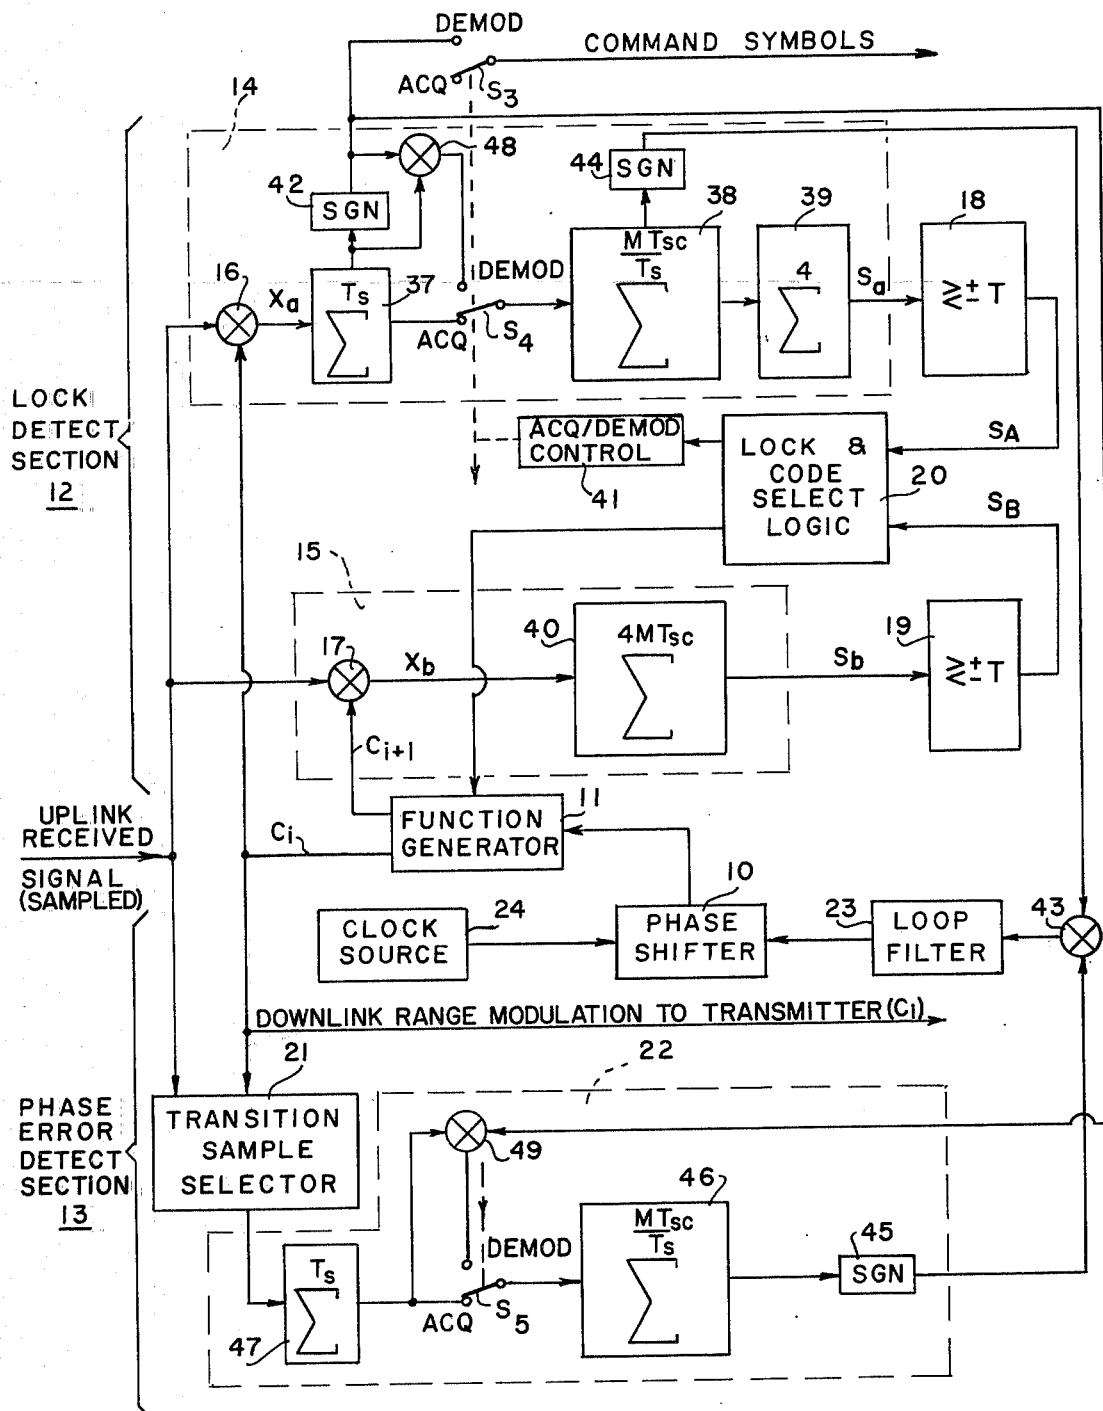 DEMOD
COMMAND SYMBOLS
ACQ
S3
14
48
42
SGN
44
SGN
38
39
18
16
Xa
Ts
Σ
37
DEMOD
ACQ
S4
MTsc
Ts
Σ
4
Σ
Sa
≷ ± T
LOCK
DETECT
SECTION
12
ACQ/DEMOD
CONTROL
41
LOCK &
CODE
SELECT
LOGIC
20
SA
SB
15
17
Xb
40
4MTsc
Σ
Sb
19
≷ ± T
Ci+1
UPLINK
RECEIVED
SIGNAL
(SAMPLED)
Ci
FUNCTION
GENERATOR
11
CLOCK
SOURCE
24
10
PHASE
SHIFTER
23
LOOP
FILTER
43
DOWNLINK RANGE MODULATION TO TRANSMITTER (Ci)
21
22
PHASE
ERROR
DETECT
SECTION
13
TRANSITION
SAMPLE
SELECTOR
49
46
MTsc
Ts
Σ
45
SGN
DEMOD
ACQ
S5
Ts
Σ
47